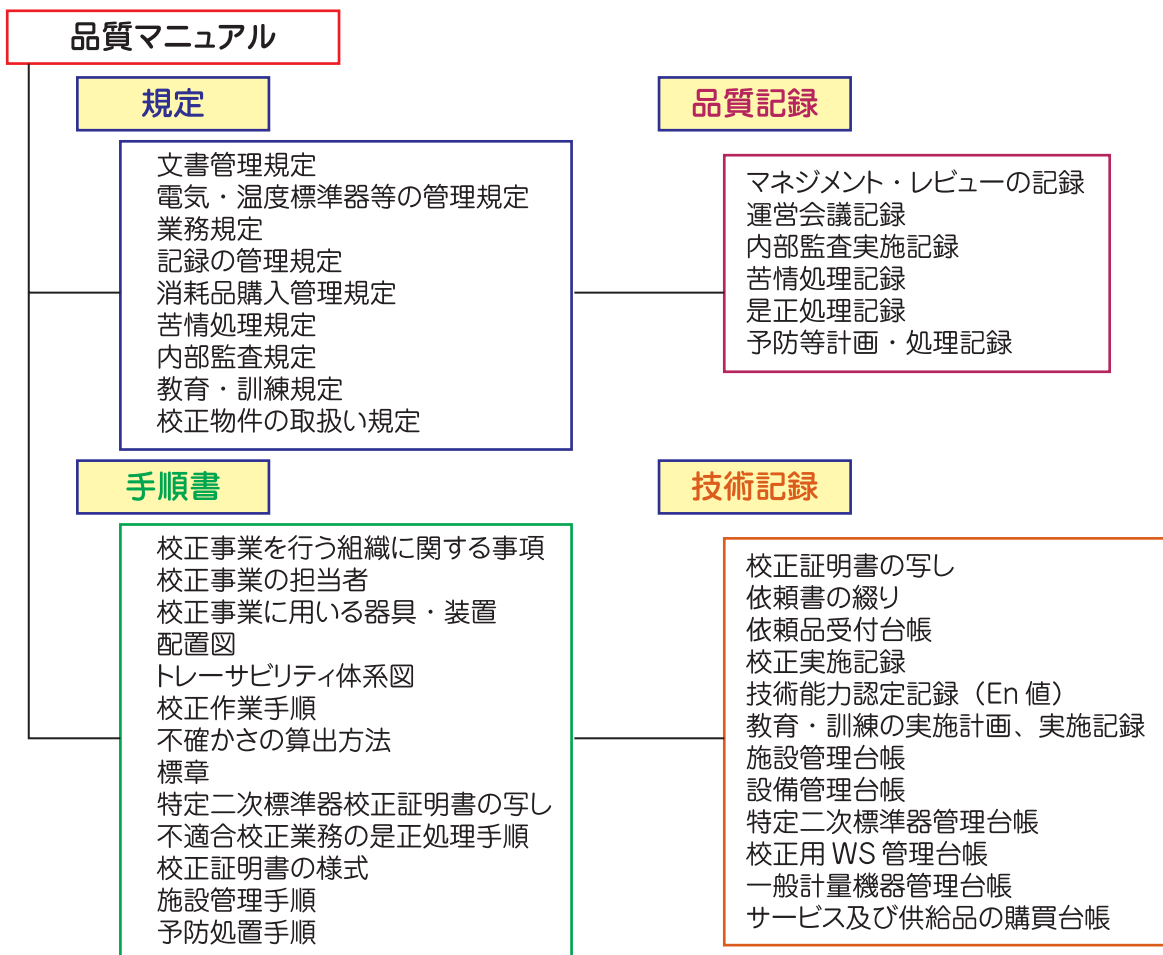 品質マニュアル
規定
文書管理規定
電気・温度標準器等の管理規定
業務規定
記録の管理規定
消耗品購入管理規定
苦情処理規定
内部監査規定
教育・訓練規定
校正物件の取扱い規定
品質記録
マネジメント・レビューの記録
運営会議記録
内部監査実施記録
苦情処理記録
是正処理記録
予防等計画・処理記録
手順書
校正事業を行う組織に関する事項
校正事業の担当者
校正事業に用いる器具・装置
配置図
トレーサビリティ体系図
校正作業手順
不確かさの算出方法
標章
特定二次標準器校正証明書の写し
不適合校正業務の是正処理手順
校正証明書の様式
施設管理手順
予防処置手順
技術記録
校正証明書の写し
依頼書の綴り
依頼品受付台帳
校正実施記録
技術能力認定記録（En 値）
教育・訓練の実施計画、実施記録
施設管理台帳
設備管理台帳
特定二次標準器管理台帳
校正用 WS 管理台帳
一般計量機器管理台帳
サービス及び供給品の購買台帳